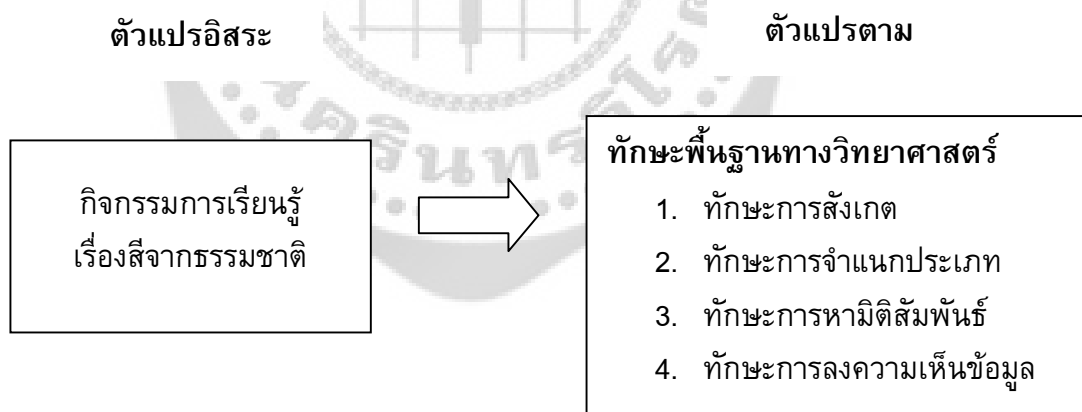 ตัวแปรอิสระ
ตัวแปรตาม
กิจกรรมการเรียนรู้
เรื่องสีจากธรรมชาติ
ทักษะพื้นฐานทางวิทยาศาสตร์
1. ทักษะการสังเกต
2. ทักษะการจำแนกประเภท
3. ทักษะการหามิติสัมพันธ์
4. ทักษะการลงความเห็นข้อมูล